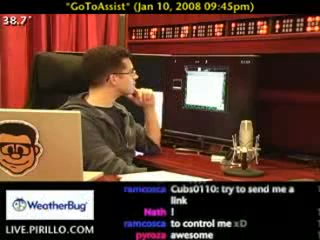 *GoToAssist* (Jan 10, 2008 09:45pm)
38.7°
WeatherBug
LIVE.PIRILLO.COM
ramcosca Cubs0110: try to send me a
link
Nath !
ramcosca to control me xD
pyroza awesome